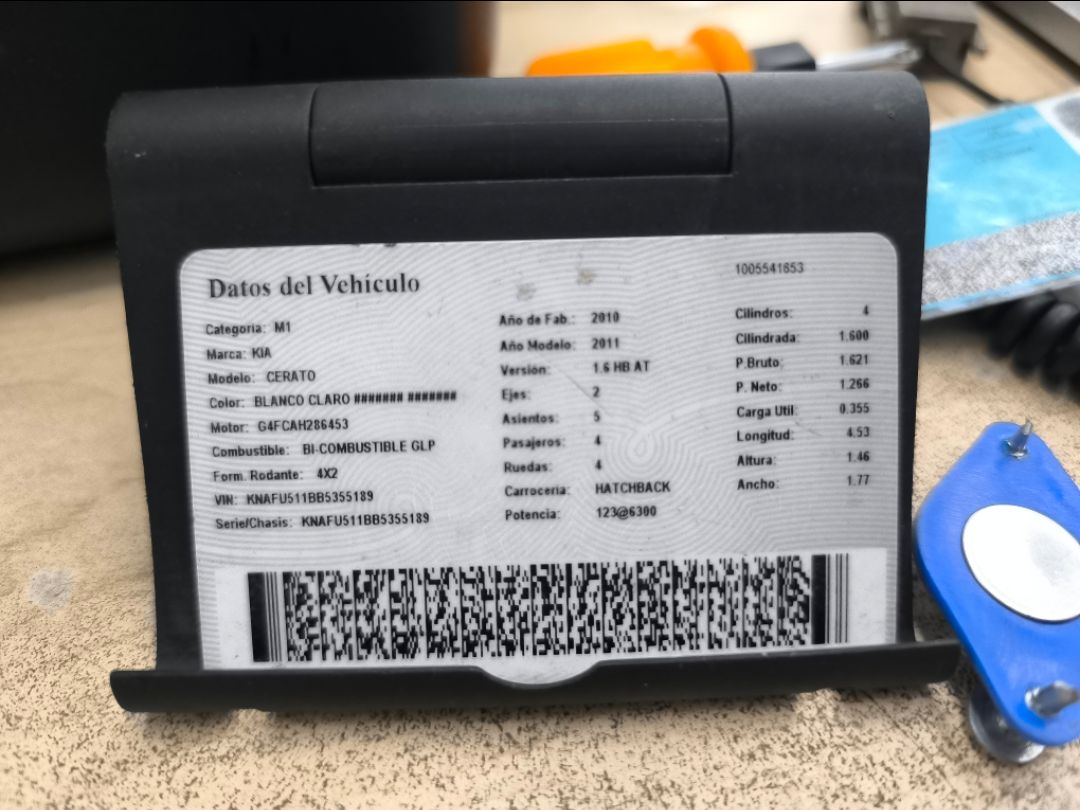 Datos del Vehículo
1005541653
Categoria: M1
Marca: KIA
Modelo: CERATO
Color: BLANCO CLARO ####### #######
Motor: G4FCAH286453
Combustible: BI-COMBUSTIBLE GLP
Form. Rodante: 4X2
VIN: KNAFU511BB5355189
Serie/Chasis: KNAFU511BB5355189
Año de Fab.: 2010
Año Modelo: 2011
Versión: 1.6 HB AT
Ejes: 2
Asientos: 5
Pasajeros: 4
Ruedas: 4
Carrocería: HATCHBACK
Potencia: 123@6300
Cilindros: 4
Cilindrada: 1.600
P.Bruto: 1.621
P. Neto: 1.266
Carga Util: 0.355
Longitud: 4.53
Altura: 1.46
Ancho: 1.77